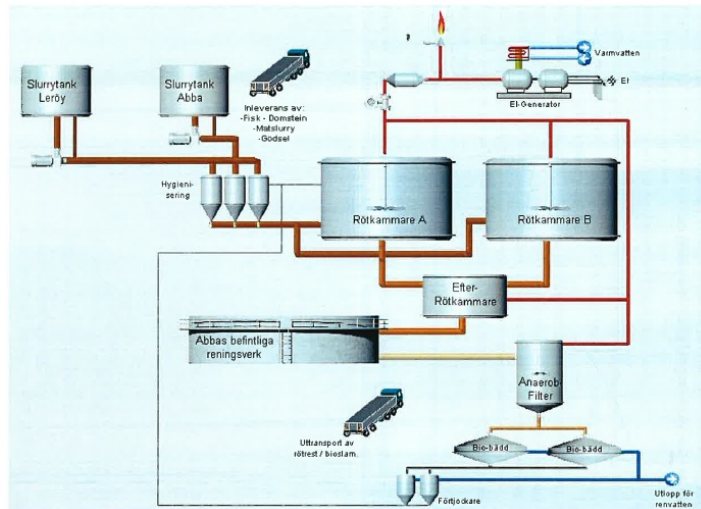 Slurrytank
Leröy
Slurrytank
Abba
Inleverans av:
-Fisk - Domstein
-Matslurry
-Gödsel
Varmvatten
El
El-Generator
Hygieni-
sering
Rötkammare A
Rötkammare B
Efter-
Rötkammare
Abbas befintliga
reningsverk
Anaerob-
Filter
Uttransport av
rötrest / bioslam.
Bio-bädd
Bio-bädd
Förtjockare
Utlopp för
renvatten